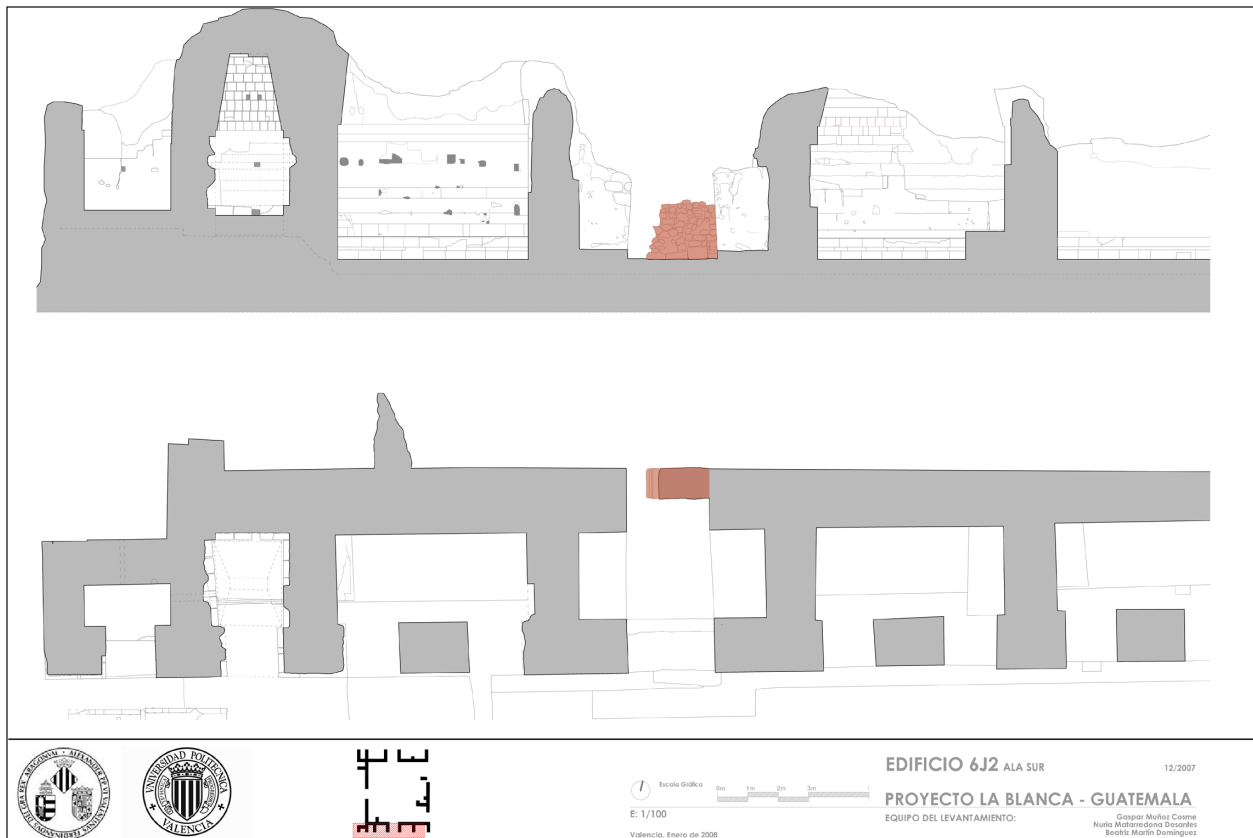 EDIFICIO 6J2 ALA SUR 12/2007
PROYECTO LA BLANCA - GUATEMALA
EQUIPO DEL LEVANTAMIENTO: Gaspar Muñoz Cosme
Nuria Matarredona Desantes
Beatriz Martín Domínguez
Escala Gráfica 0m 1m 2m 3m
E: 1/100
Valencia, Enero de 2008
UNIVERSIDAD POLITECNICA
VALENCIA